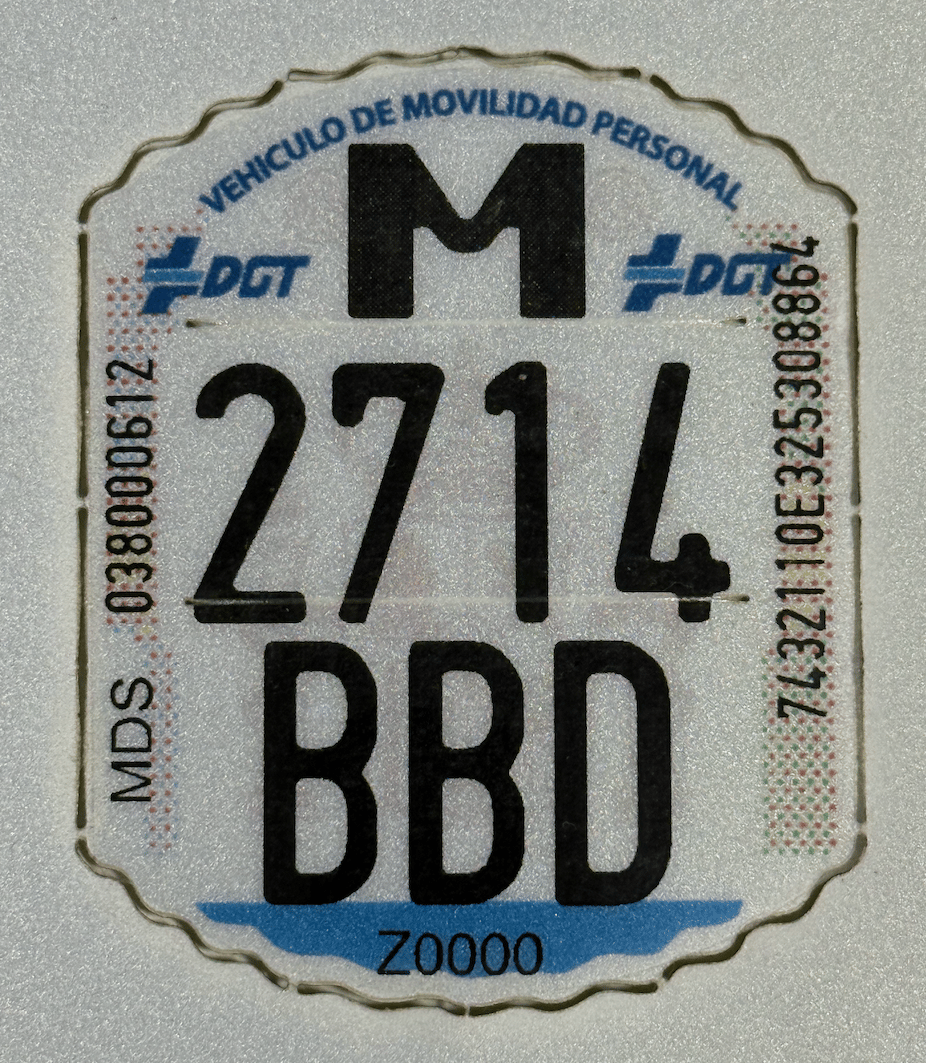 VEHICULO DE MOVILIDAD PERSONAL
M
DGT
DGT
2714
BBD
MDS 0380000612
7432110E325308864
Z0000